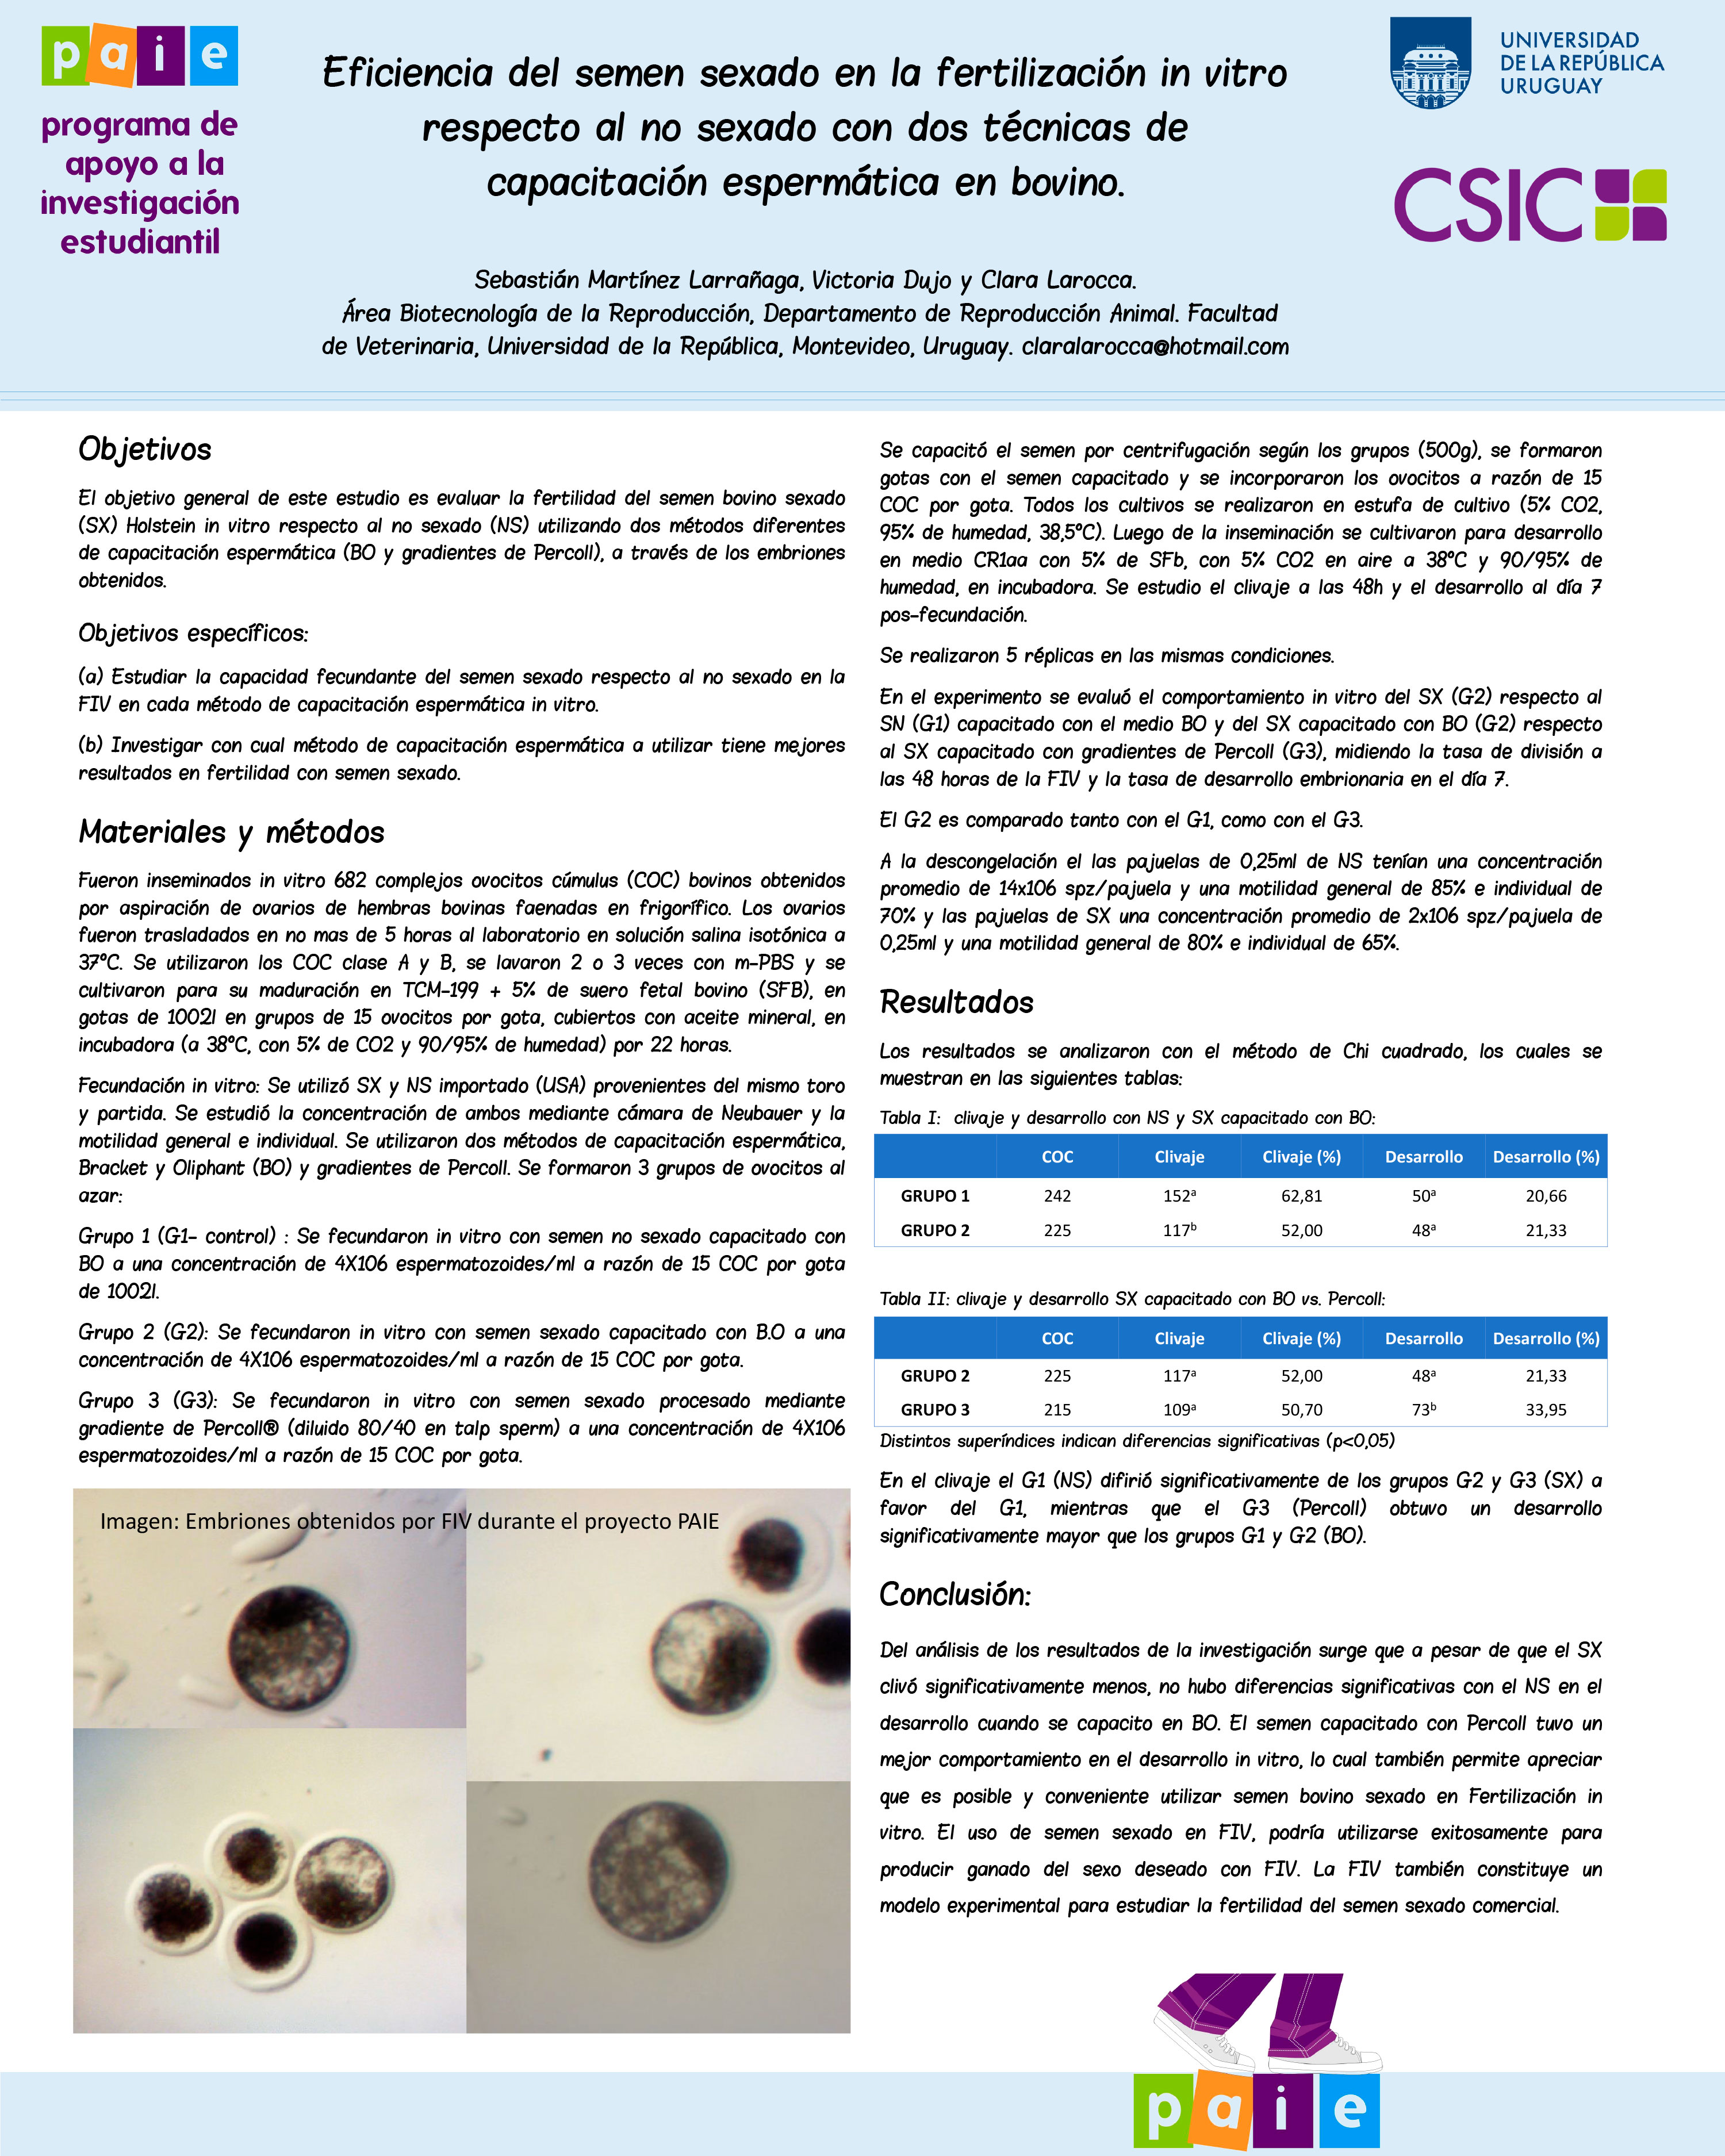 paie
programa de
apoyo a la
investigación
estudiantil
Eficiencia del semen sexado en la fertilización in vitro
respecto al no sexado con dos técnicas de
capacitación espermática en bovino.
Sebastián Martínez Larrañaga, Victoria Dujo y Clara Larocca.
Área Biotecnología de la Reproducción, Departamento de Reproducción Animal. Facultad
de Veterinaria, Universidad de la República, Montevideo, Uruguay. claralarocca@hotmail.com
UNIVERSIDAD
DE LA REPÚBLICA
URUGUAY
CSIC
Objetivos
El objetivo general de este estudio es evaluar la fertilidad del semen bovino sexado
(SX) Holstein in vitro respecto al no sexado (NS) utilizando dos métodos diferentes
de capacitación espermática (BO y gradientes de Percoll), a través de los embriones
obtenidos.
Objetivos específicos:
(a) Estudiar la capacidad fecundante del semen sexado respecto al no sexado en la
FIV en cada método de capacitación espermática in vitro.
(b) Investigar con cual método de capacitación espermática a utilizar tiene mejores
resultados en fertilidad con semen sexado.
Materiales y métodos
Fueron inseminados in vitro 682 complejos ovocitos cúmulus (COC) bovinos obtenidos
por aspiración de ovarios de hembras bovinas faenadas en frigorífico. Los ovarios
fueron trasladados en no mas de 5 horas al laboratorio en solución salina isotónica a
37ºC. Se utilizaron los COC clase A y B, se lavaron 2 o 3 veces con m-PBS y se
cultivaron para su maduración en TCM-199 + 5% de suero fetal bovino (SFB), en
gotas de 1002l en grupos de 15 ovocitos por gota, cubiertos con aceite mineral, en
incubadora (a 38ºC, con 5% de CO2 y 90/95% de humedad) por 22 horas.
Fecundación in vitro: Se utilizó SX y NS importado (USA) provenientes del mismo toro
y partida. Se estudió la concentración de ambos mediante cámara de Neubauer y la
motilidad general e individual. Se utilizaron dos métodos de capacitación espermática,
Bracket y Oliphant (BO) y gradientes de Percoll. Se formaron 3 grupos de ovocitos al
azar:
Grupo 1 (G1- control) : Se fecundaron in vitro con semen no sexado capacitado con
BO a una concentración de 4X106 espermatozoides/ml a razón de 15 COC por gota
de 1002l.
Grupo 2 (G2): Se fecundaron in vitro con semen sexado capacitado con B.O a una
concentración de 4X106 espermatozoides/ml a razón de 15 COC por gota.
Grupo 3 (G3): Se fecundaron in vitro con semen sexado procesado mediante
gradiente de Percoll® (diluido 80/40 en talp sperm) a una concentración de 4X106
espermatozoides/ml a razón de 15 COC por gota.
Imagen: Embriones obtenidos por FIV durante el proyecto PAIE
Se capacitó el semen por centrifugación según los grupos (500g), se formaron
gotas con el semen capacitado y se incorporaron los ovocitos a razón de 15
COC por gota. Todos los cultivos se realizaron en estufa de cultivo (5% CO2,
95% de humedad, 38,5ºC). Luego de la inseminación se cultivaron para desarrollo
en medio CR1aa con 5% de SFb, con 5% CO2 en aire a 38ºC y 90/95% de
humedad, en incubadora. Se estudio el clivaje a las 48h y el desarrollo al día 7
pos-fecundación.
Se realizaron 5 réplicas en las mismas condiciones.
En el experimento se evaluó el comportamiento in vitro del SX (G2) respecto al
SN (G1) capacitado con el medio BO y del SX capacitado con BO (G2) respecto
al SX capacitado con gradientes de Percoll (G3), midiendo la tasa de división a
las 48 horas de la FIV y la tasa de desarrollo embrionaria en el día 7.
El G2 es comparado tanto con el G1, como con el G3.
A la descongelación el las pajuelas de 0,25ml de NS tenían una concentración
promedio de 14x106 spz/pajuela y una motilidad general de 85% e individual de
70% y las pajuelas de SX una concentración promedio de 2x106 spz/pajuela de
0,25ml y una motilidad general de 80% e individual de 65%.
Resultados
Los resultados se analizaron con el método de Chi cuadrado, los cuales se
muestran en las siguientes tablas:
Tabla I: clivaje y desarrollo con NS y SX capacitado con BO:
COC Clivaje Clivaje (%) Desarrollo Desarrollo (%)
GRUPO 1 242 152ª 62,81 50ª 20,66
GRUPO 2 225 117ᵇ 52,00 48ª 21,33
Tabla II: clivaje y desarrollo SX capacitado con BO vs. Percoll:
COC Clivaje Clivaje (%) Desarrollo Desarrollo (%)
GRUPO 2 225 117ª 52,00 48ª 21,33
GRUPO 3 215 109ª 50,70 73ᵇ 33,95
Distintos superíndices indican diferencias significativas (p<0,05)
En el clivaje el G1 (NS) difirió significativamente de los grupos G2 y G3 (SX) a
favor del G1, mientras que el G3 (Percoll) obtuvo un desarrollo
significativamente mayor que los grupos G1 y G2 (BO).
Conclusión:
Del análisis de los resultados de la investigación surge que a pesar de que el SX
clivó significativamente menos, no hubo diferencias significativas con el NS en el
desarrollo cuando se capacito en BO. El semen capacitado con Percoll tuvo un
mejor comportamiento en el desarrollo in vitro, lo cual también permite apreciar
que es posible y conveniente utilizar semen bovino sexado en Fertilización in
vitro. El uso de semen sexado en FIV, podría utilizarse exitosamente para
producir ganado del sexo deseado con FIV. La FIV también constituye un
modelo experimental para estudiar la fertilidad del semen sexado comercial.
paie